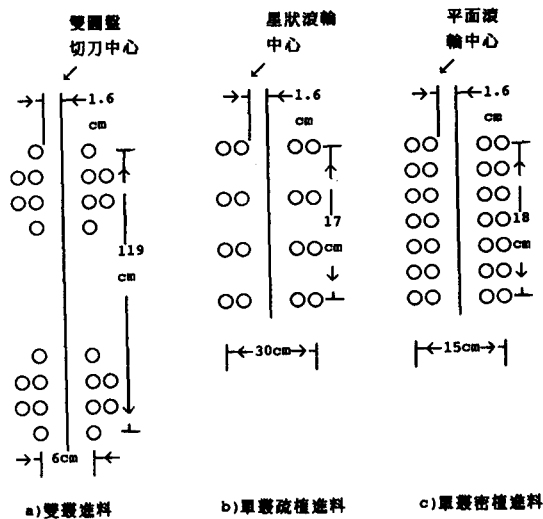 雙圓盤
切刀中心
1.6
cm
119
cm
6cm
a)雙叢進料
星狀滾輪
中心
1.6
cm
17
cm
30cm
b)單叢疏植進料
平面滾
輪中心
1.6
cm
18
cm
15cm
c)單叢密植進料